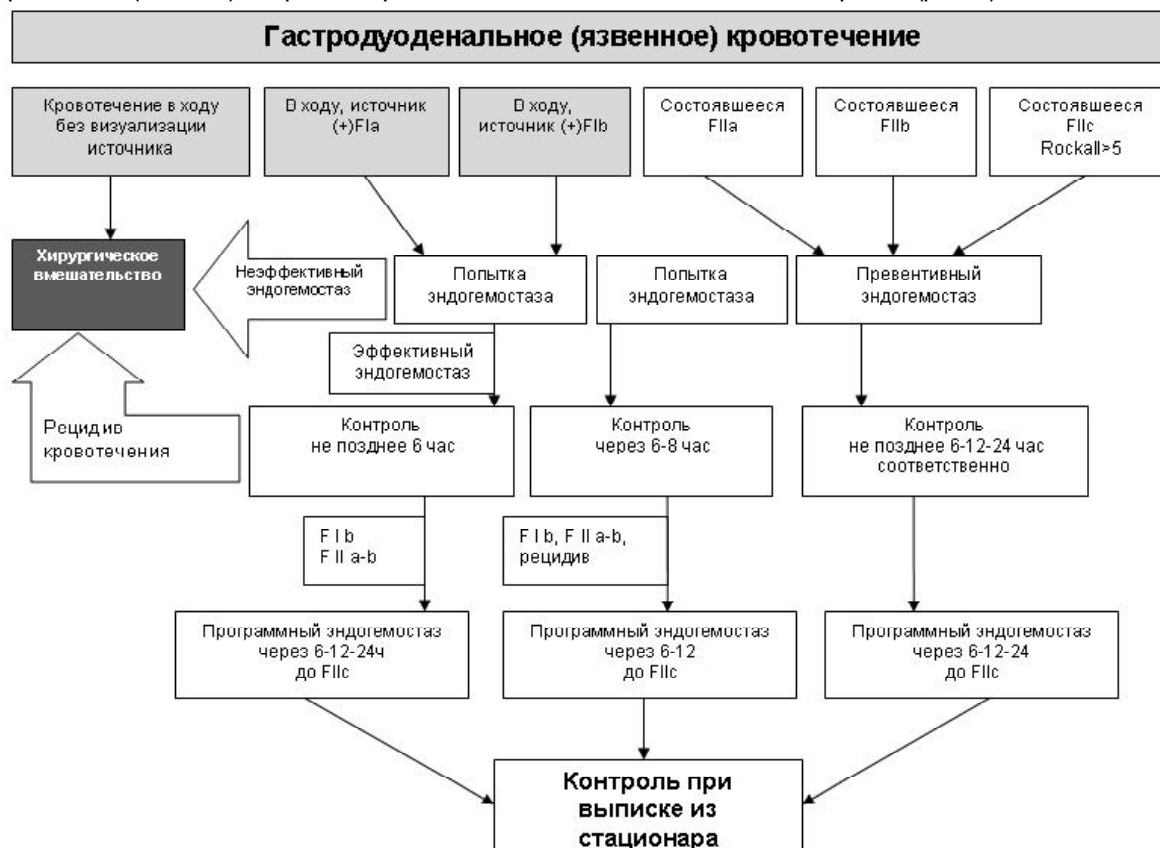 Гастродуоденальное (язвенное) кровотечение
Кровотечение в ходу
без визуализации
источника
D ходу, источник
(+)FIa
D ходу,
источник (+)FIb
Состоявшееся
FIIa
Состоявшееся
FIIb
Состоявшееся
FIIc
Rockall>5
Хирургическое
вмешательство
Неэффективный
эндогемостаз
Попытка
эндогемостаза
Попытка
эндогемостаза
Превентивный
эндогемостаз
Эффективный
эндогемостаз
Рецидив
кровотечения
Контроль
не позднее 6 час
Контроль
через 6-8 час
Контроль
не позднее 6-12-24 час
соответственно
F I b
F II a-b
F I b, F II a-b,
рецидив
Программный эндогемостаз
через 6-12-24ч
до FIIc
Программный эндогемостаз
через 6-12
до FIIc
Программный эндогемостаз
через 6-12-24
до FIIc
Контроль при
выписке из
стационара